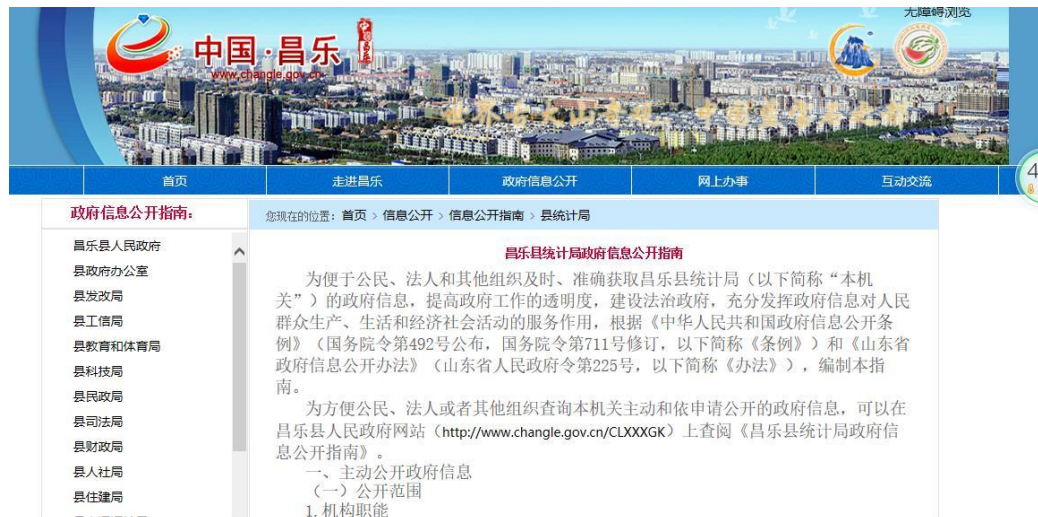 无障碍浏览
中国·昌乐
中国昌乐
www.changle.gov.cn
首页
走进昌乐
政府信息公开
网上办事
互动交流
4
政府信息公开指南:
您现在的位置: 首页 > 信息公开 > 信息公开指南 > 县统计局
昌乐县人民政府
县政府办公室
县发改局
县工信局
县教育和体育局
县科技局
县民政局
县司法局
县财政局
县人社局
县住建局
昌乐县统计局政府信息公开指南
为便于公民、法人和其他组织及时、准确获取昌乐县统计局（以下简称“本机
关”）的政府信息，提高政府工作的透明度，建设法治政府，充分发挥政府信息对人民
群众生产、生活和经济社会活动的服务作用，根据《中华人民共和国政府信息公开条
例》（国务院令第492号公布，国务院令第711号修订，以下简称《条例》）和《山东省
政府信息公开办法》（山东省人民政府令第225号，以下简称《办法》），编制本指
南。
为方便公民、法人或者其他组织查询本机关主动和依申请公开的政府信息，可以在
昌乐县人民政府网站（http://www.changle.gov.cn/CLXXXGK）上查阅《昌乐县统计局政府信
息公开指南》。
一、主动公开政府信息
（一）公开范围
1.机构职能